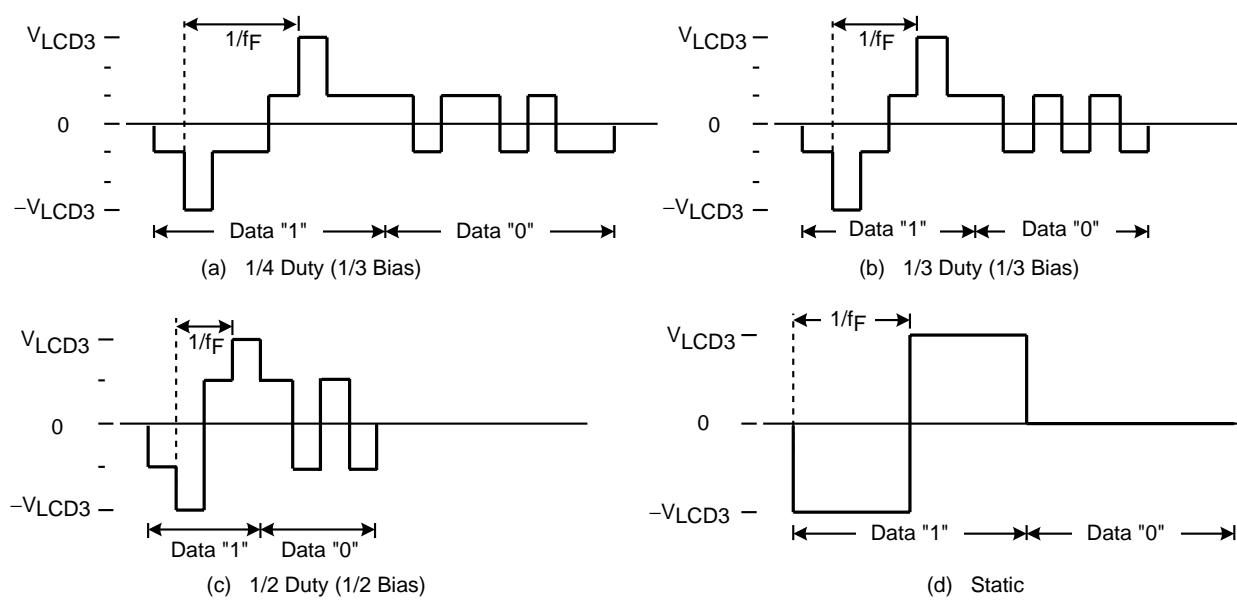 VLCD3
1/fF
0
−VLCD3
Data "1"
Data "0"
(a) 1/4 Duty (1/3 Bias)
VLCD3
1/fF
0
−VLCD3
Data "1"
Data "0"
(b) 1/3 Duty (1/3 Bias)
VLCD3
1/fF
0
−VLCD3
Data "1"
Data "0"
(c) 1/2 Duty (1/2 Bias)
VLCD3
1/fF
0
−VLCD3
Data "1"
Data "0"
(d) Static